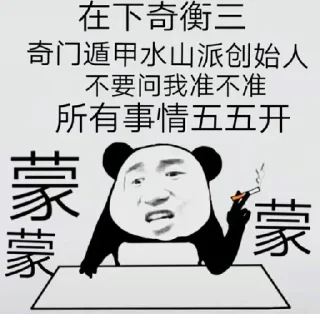 在下奇衡三
奇门遁甲水山派创始人
不要问我准不准
所有事情五五开
蒙
蒙
蒙